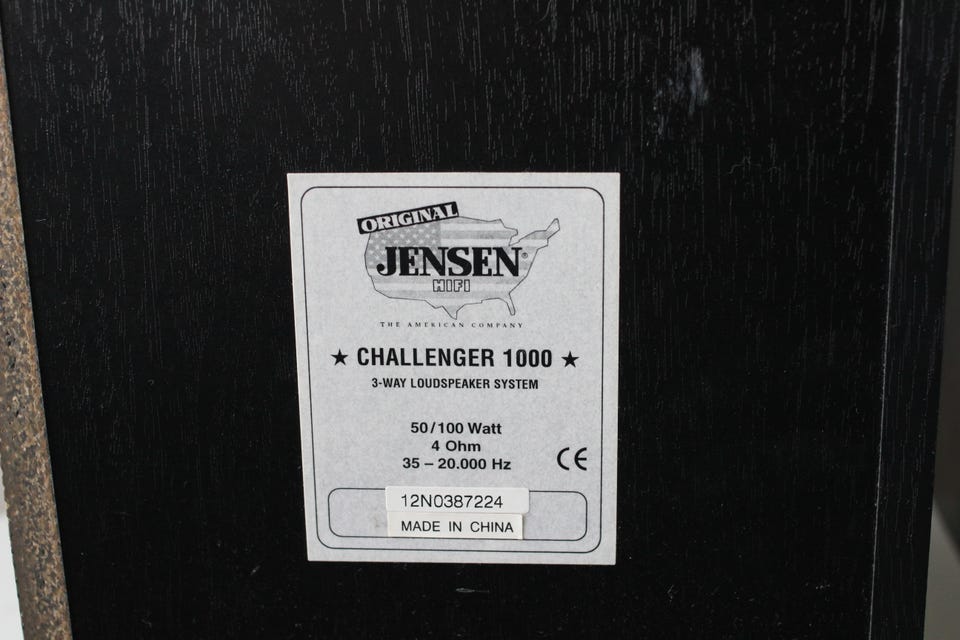 ORIGINAL
JENSEN®
HIFI
THE AMERICAN COMPANY
★ CHALLENGER 1000 ★
3-WAY LOUDSPEAKER SYSTEM
50/100 Watt
4 Ohm
35 – 20.000 Hz
CE
12N0387224
MADE IN CHINA